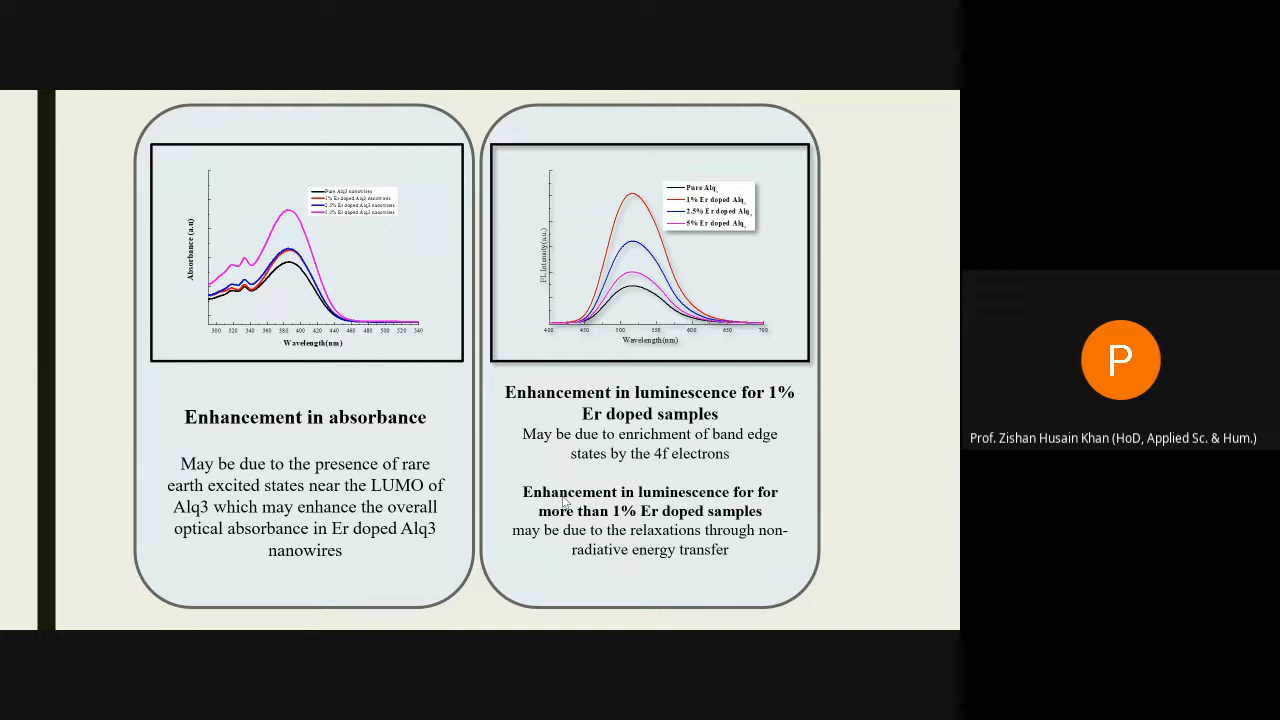 Pure Alq3 nanowires
1% Er doped Alq3 nanowires
2.5% Er doped Alq3 nanowires
5.0% Er doped Alq3 nanowires
Absorbance (a.u)
300 320 340 360 380 400 420 440 460 480 500 520 540
Wavelength(nm)
Enhancement in absorbance
May be due to the presence of rare
earth excited states near the LUMO of
Alq3 which may enhance the overall
optical absorbance in Er doped Alq3
nanowires
Pure Alq3
1% Er doped Alq3
2.5% Er doped Alq3
5% Er doped Alq3
PL Intensity(a.u.)
400 450 500 550 600 650 700
Wavelength(nm)
Enhancement in luminescence for 1%
Er doped samples
May be due to enrichment of band edge
states by the 4f electrons
Enhancement in luminescence for for
more than 1% Er doped samples
may be due to the relaxations through non-
radiative energy transfer
P
Prof. Zishan Husain Khan (HoD, Applied Sc. & Hum.)